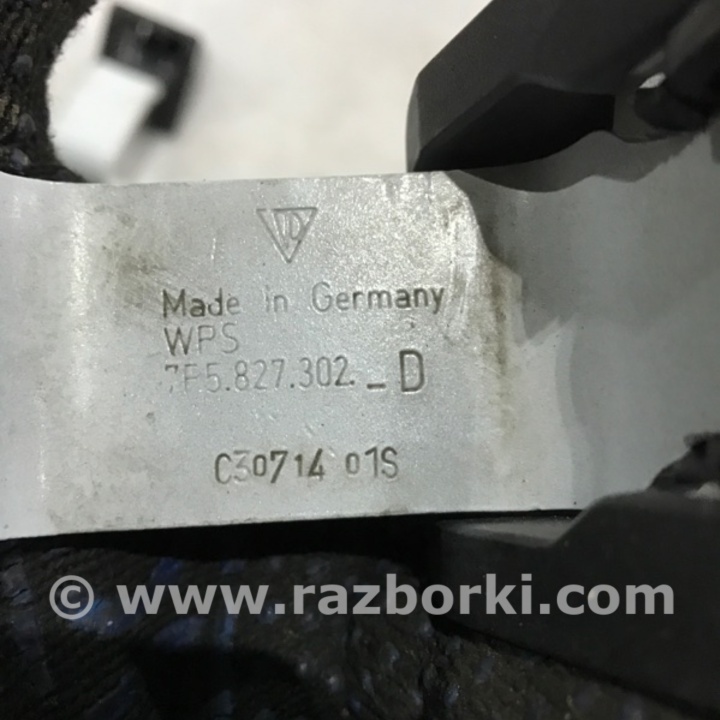 Made in Germany
WPS
7P5.827.302._D
C30714 01S
© www.razborki.com